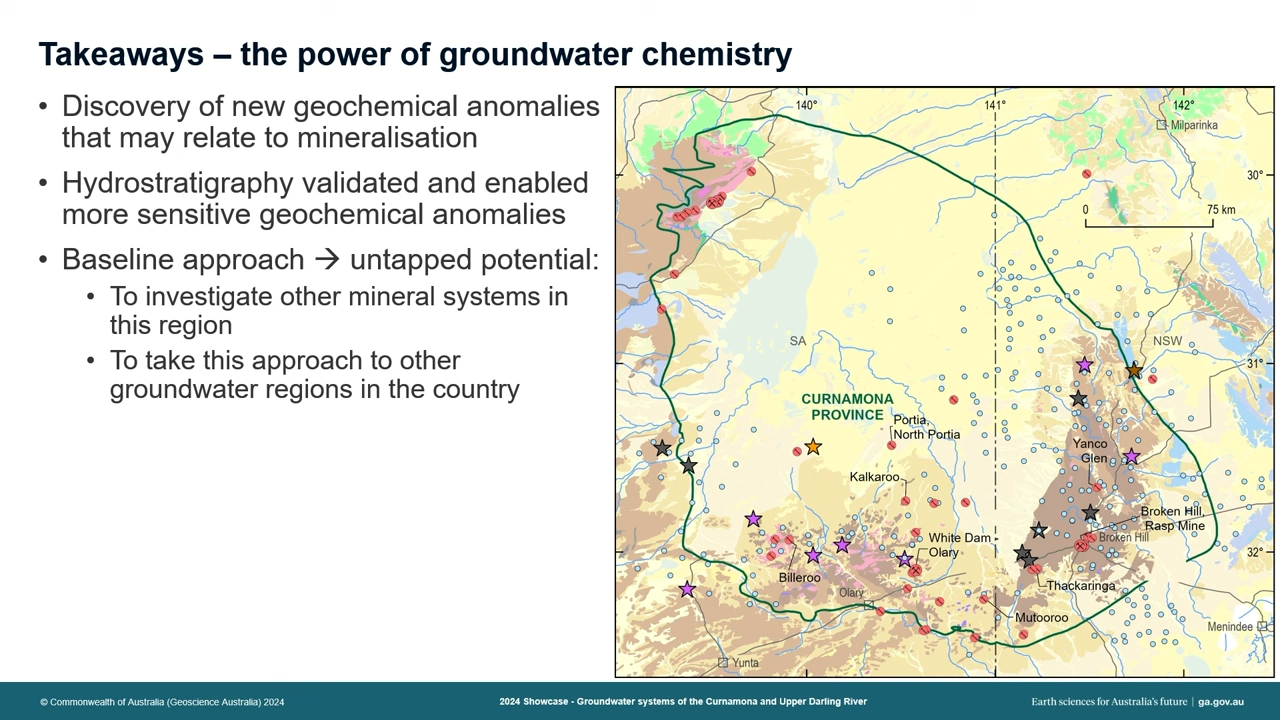 Takeaways – the power of groundwater chemistry
• Discovery of new geochemical anomalies
that may relate to mineralisation
• Hydrostratigraphy validated and enabled
more sensitive geochemical anomalies
• Baseline approach → untapped potential:
• To investigate other mineral systems in
this region
• To take this approach to other
groundwater regions in the country
140°
141°
142°
Milparinka
30°
0
75 km
SA
NSW
31°
CURNAMONA
PROVINCE
Portia,
North Portia
Yanco
Glen
Kalkaroo
Broken Hill,
Rasp Mine
White Dam
Olary
Broken Hill
32°
Billeroo
Thackaringa
Olary
Mutooroo
Menindee
Yunta
© Commonwealth of Australia (Geoscience Australia) 2024
2024 Showcase - Groundwater systems of the Curnamona and Upper Darling River
Earth sciences for Australia's future | ga.gov.au